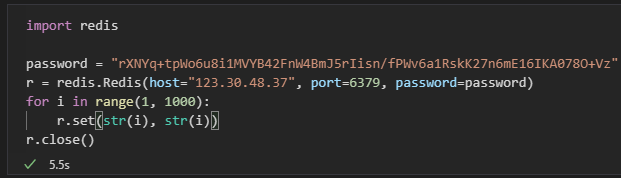 import redis
password = "rXNYq+tpWo6u8i1MVYB42FnW4BmJ5rIisn/fPWv6a1RskK27n6mE16IKA078O+Vz"
r = redis.Redis(host="123.30.48.37", port=6379, password=password)
for i in range(1, 1000):
    r.set(str(i), str(i))
r.close()
5.5s